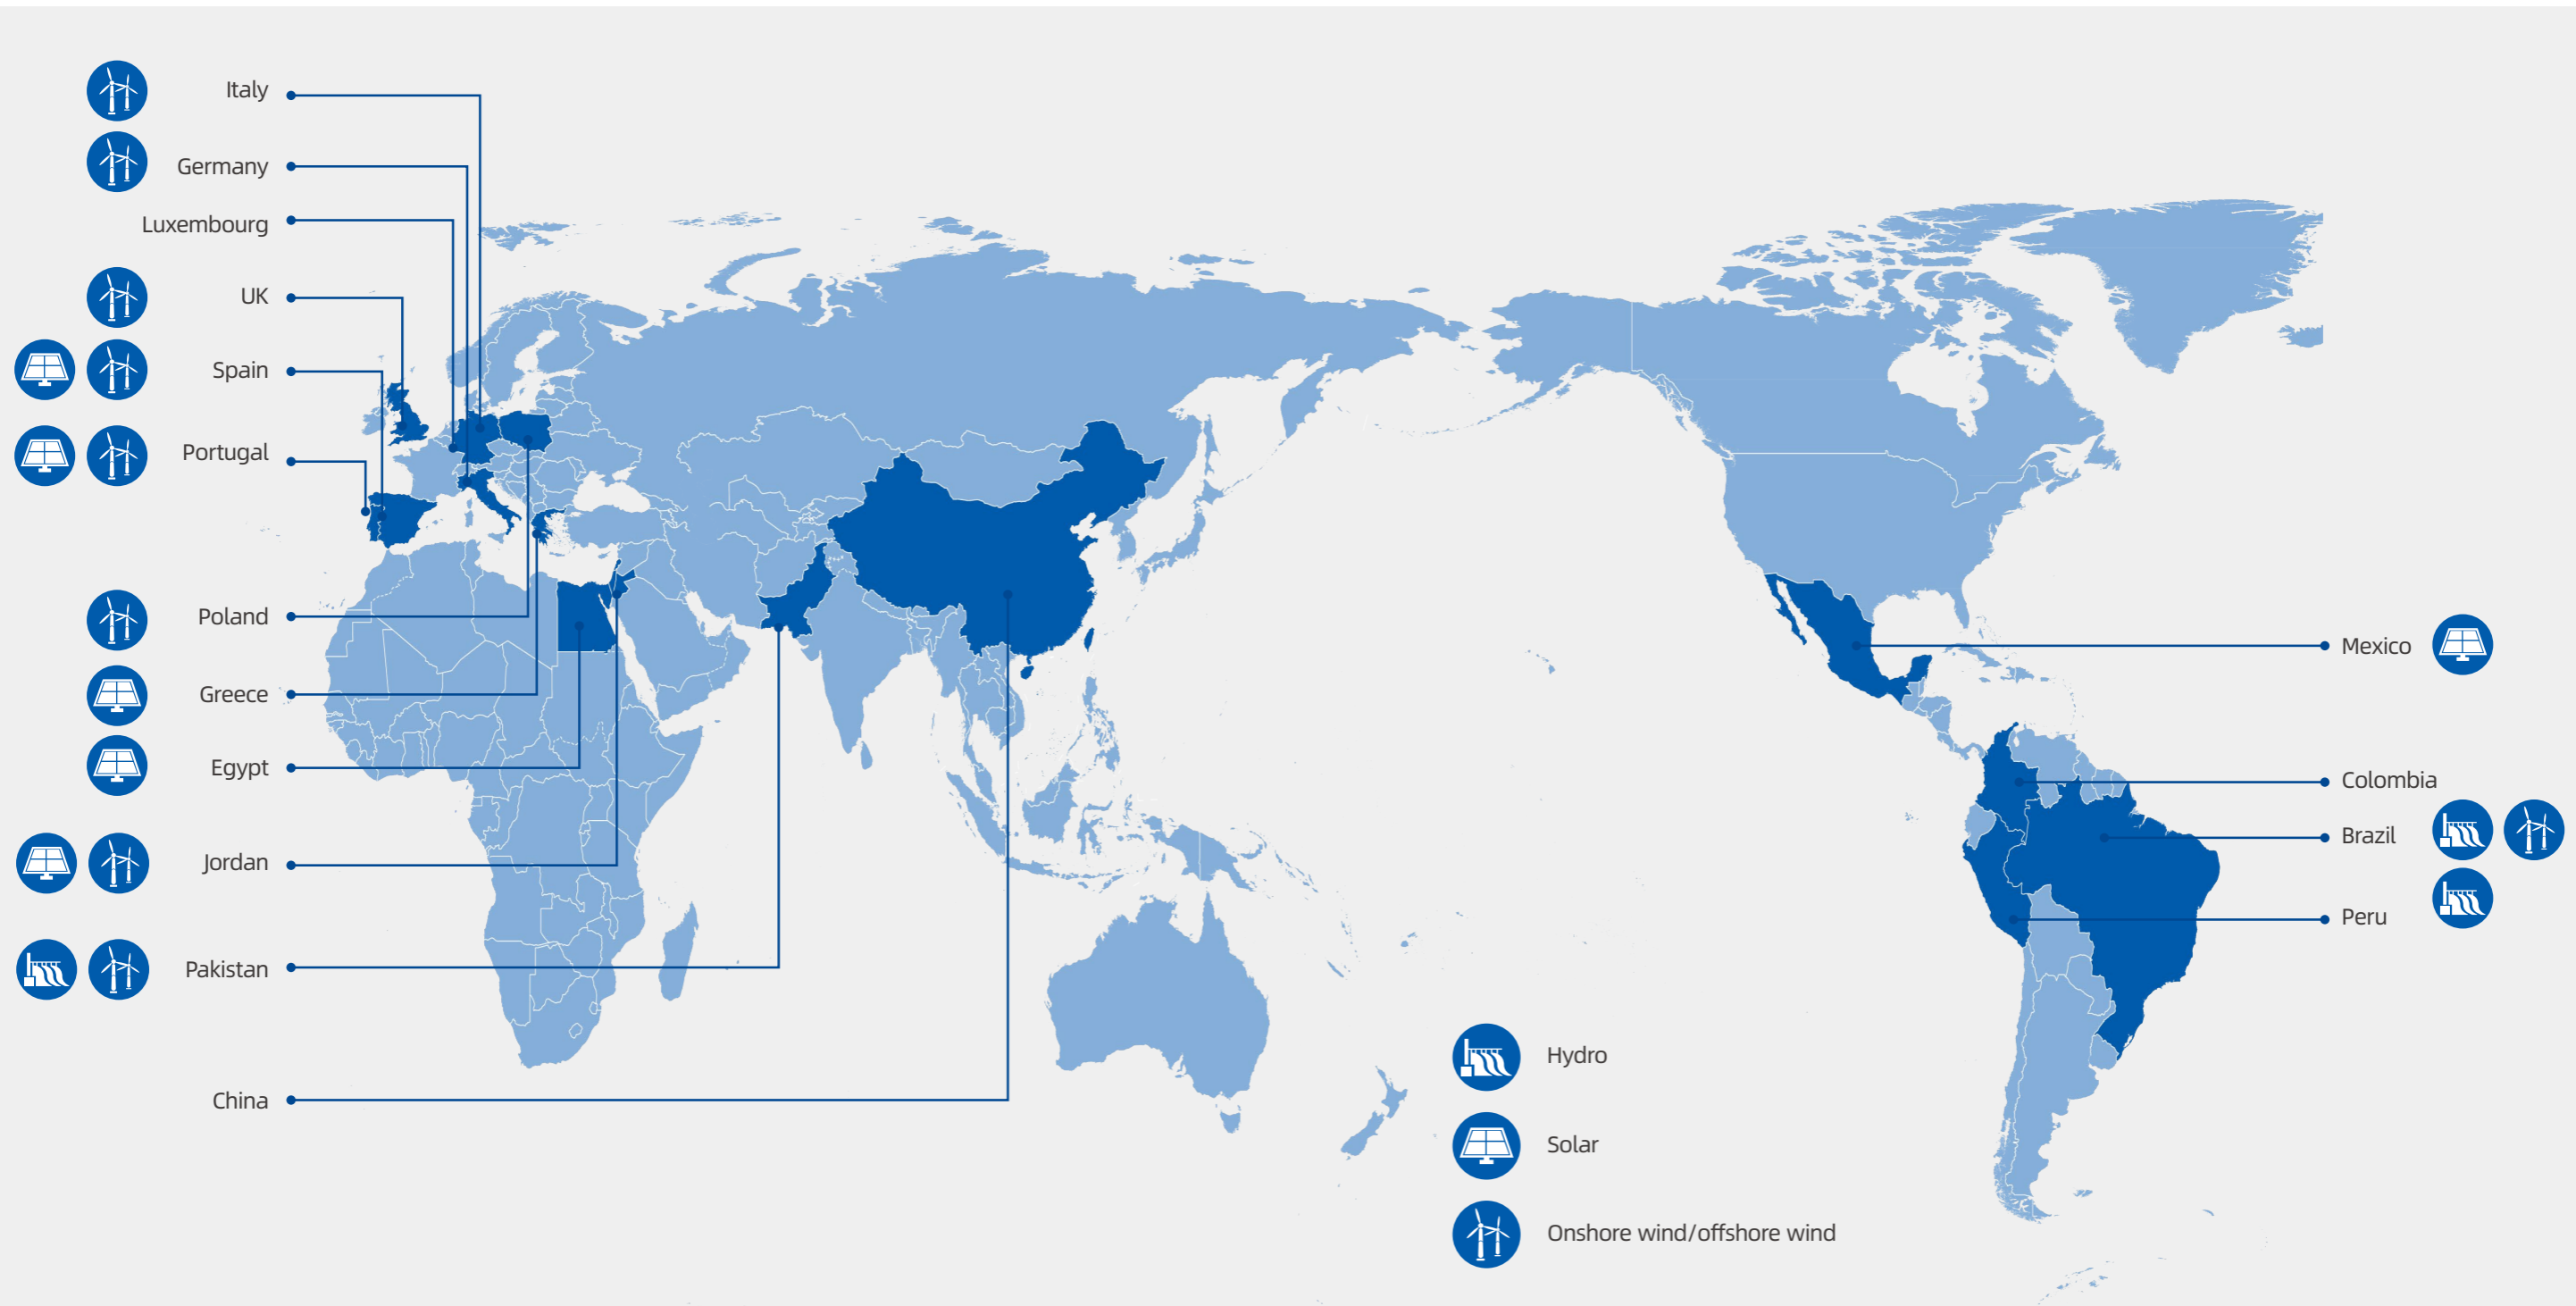 Italy
Germany
Luxembourg
UK
Spain
Portugal
Poland
Greece
Egypt
Jordan
Pakistan
China
Mexico
Colombia
Brazil
Peru
Hydro
Solar
Onshore wind/offshore wind